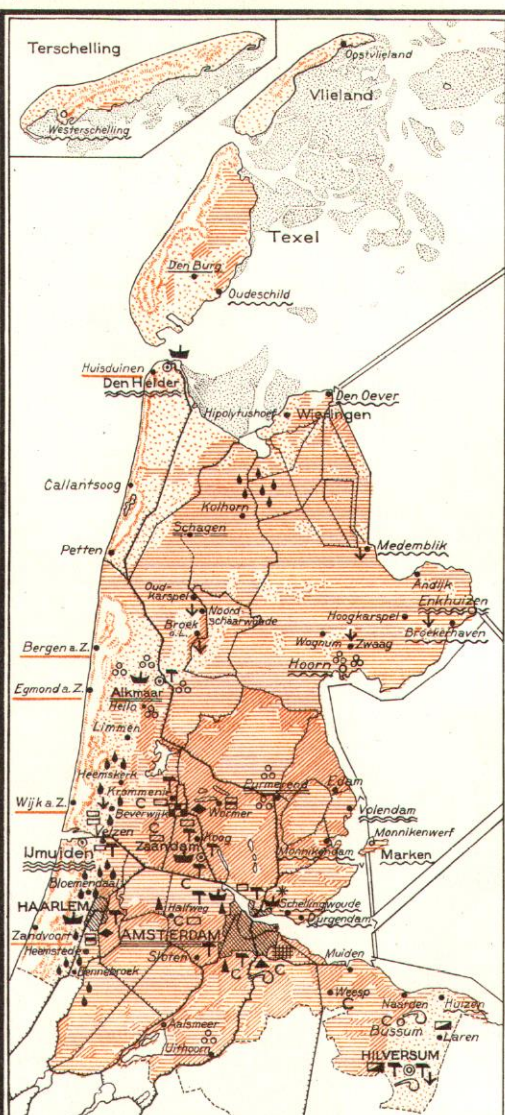 Terschelling
Westerschelling
Oostvlieland
Vlieland
Texel
Den Burg
Oudeschild
Huisduinen
Den Helder
Den Oever
Hipolytushoef
Wieringen
Callantsoog
Kolhorn
Schagen
Petten
Medemblik
Andijk
Oud-
karspel
Enkhuizen
Noord-
scharwoude
Hoogkarspel
Broek
a.L.
Broekerhaven
Wognum
Zwaag
Bergen a. Z.
Hoorn
Egmond a. Z.
Alkmaar
Heilo
Limmen
Heemskerk
Krommenie
C
Purmerend
Edam
Wijk a. Z.
Beverwijk
Wormer
Volendam
Velzen
Koog
Monnikenwerf
IJmuiden
Zaandam
Monnikendam
Marken
Bloemendaal
C
Schellingwoude
HAARLEM
Halfweg
C
Durgendam
Zandvoort
AMSTERDAM
Heemstede
Sloten
Muiden
Bennebroek
C
C
Weesp
C
Naarden
Huizen
Aalsmeer
C
Bussum
Laren
Uithoorn
HILVERSUM